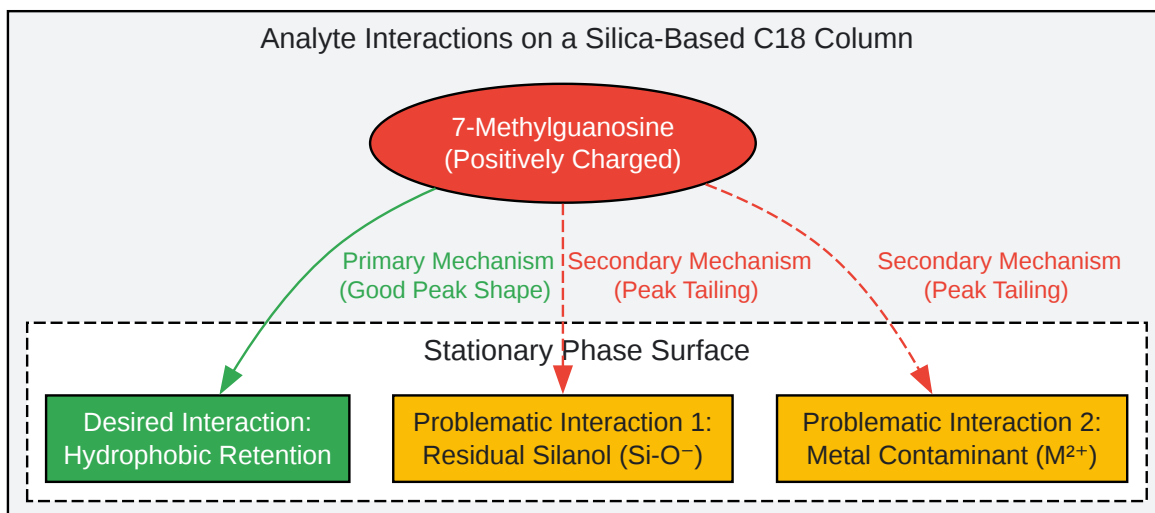 Analyte Interactions on a Silica-Based C18 Column
7-Methylguanosine
(Positively Charged)
Primary Mechanism
(Good Peak Shape)
Secondary Mechanism
(Peak Tailing)
Secondary Mechanism
(Peak Tailing)
Stationary Phase Surface
Desired Interaction:
Hydrophobic Retention
Problematic Interaction 1:
Residual Silanol (Si-O⁻)
Problematic Interaction 2:
Metal Contaminant (M²⁺)